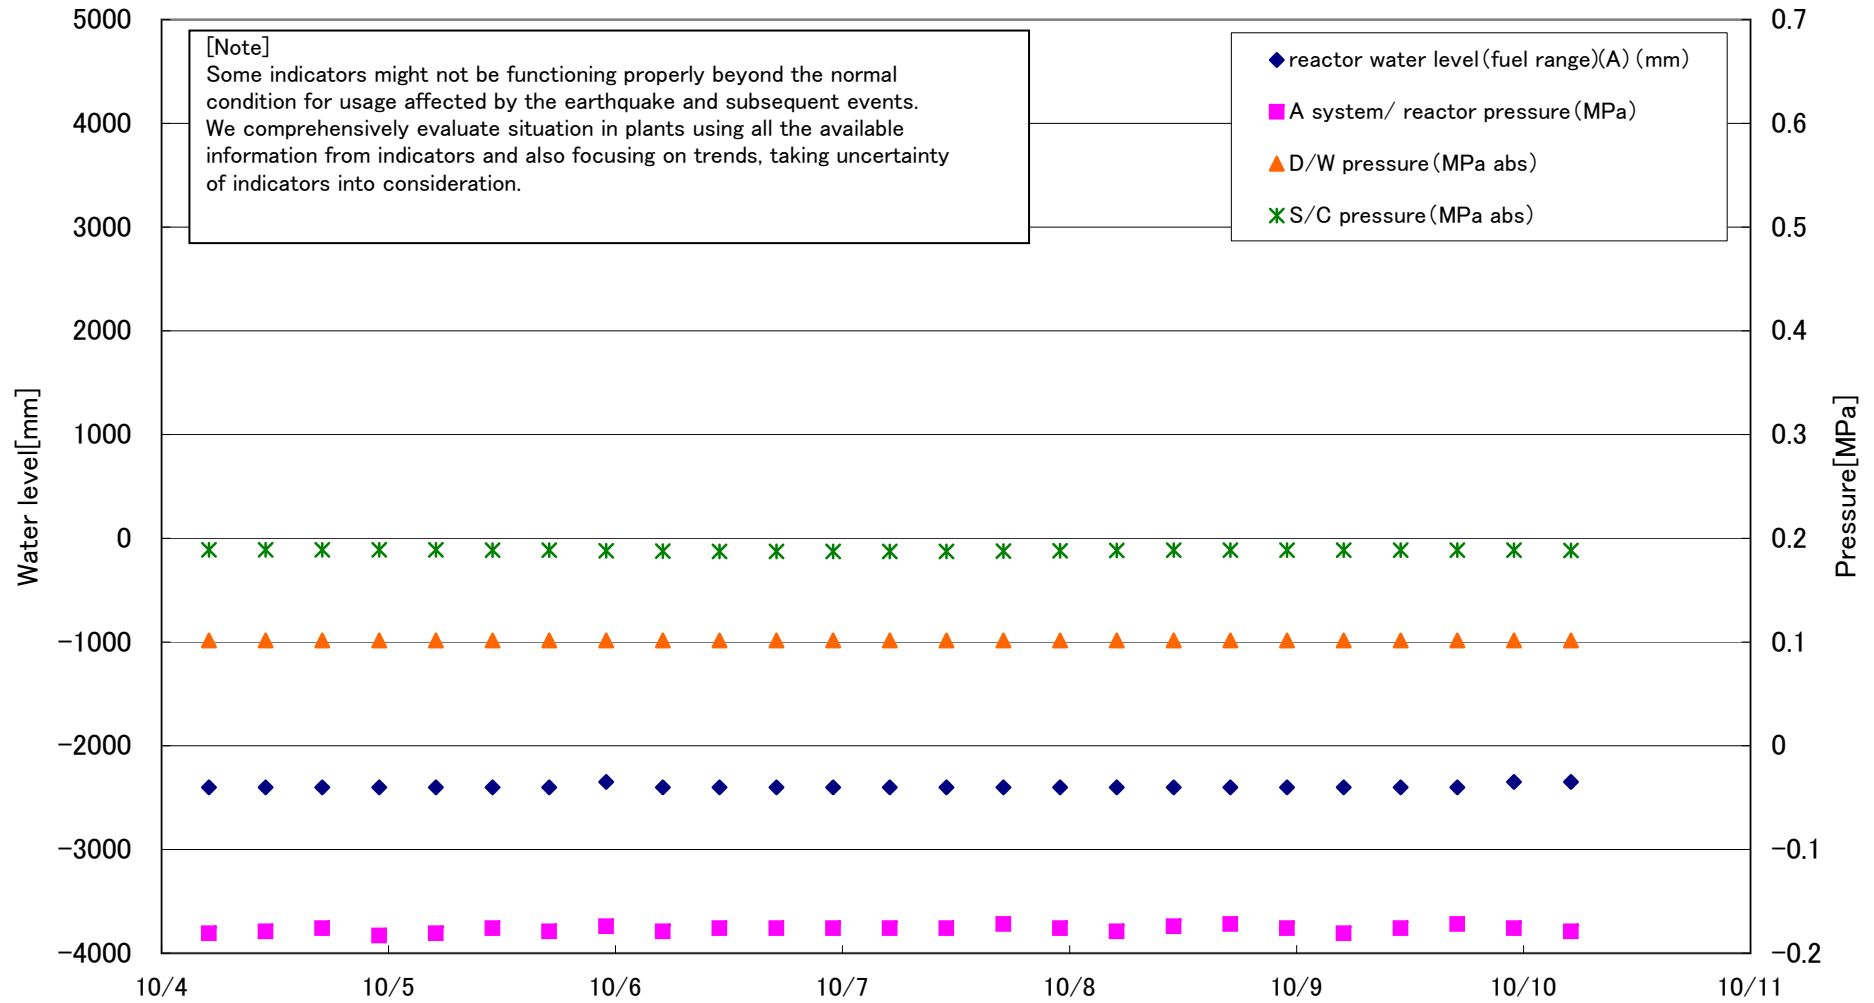 5000
4000
3000
2000
1000
0
-1000
-2000
-3000
-4000
Water level[mm]
[Note]
Some indicators might not be functioning properly beyond the normal
condition for usage affected by the earthquake and subsequent events.
We comprehensively evaluate situation in plants using all the available
information from indicators and also focusing on trends, taking uncertainty
of indicators into consideration.
reactor water level(fuel range)(A) (mm)
A system/ reactor pressure(MPa)
D/W pressure(MPa abs)
S/C pressure(MPa abs)
0.7
0.6
0.5
0.4
0.3
0.2
0.1
0
-0.1
-0.2
Pressure[MPa]
10/4 10/5 10/6 10/7 10/8 10/9 10/10 10/11